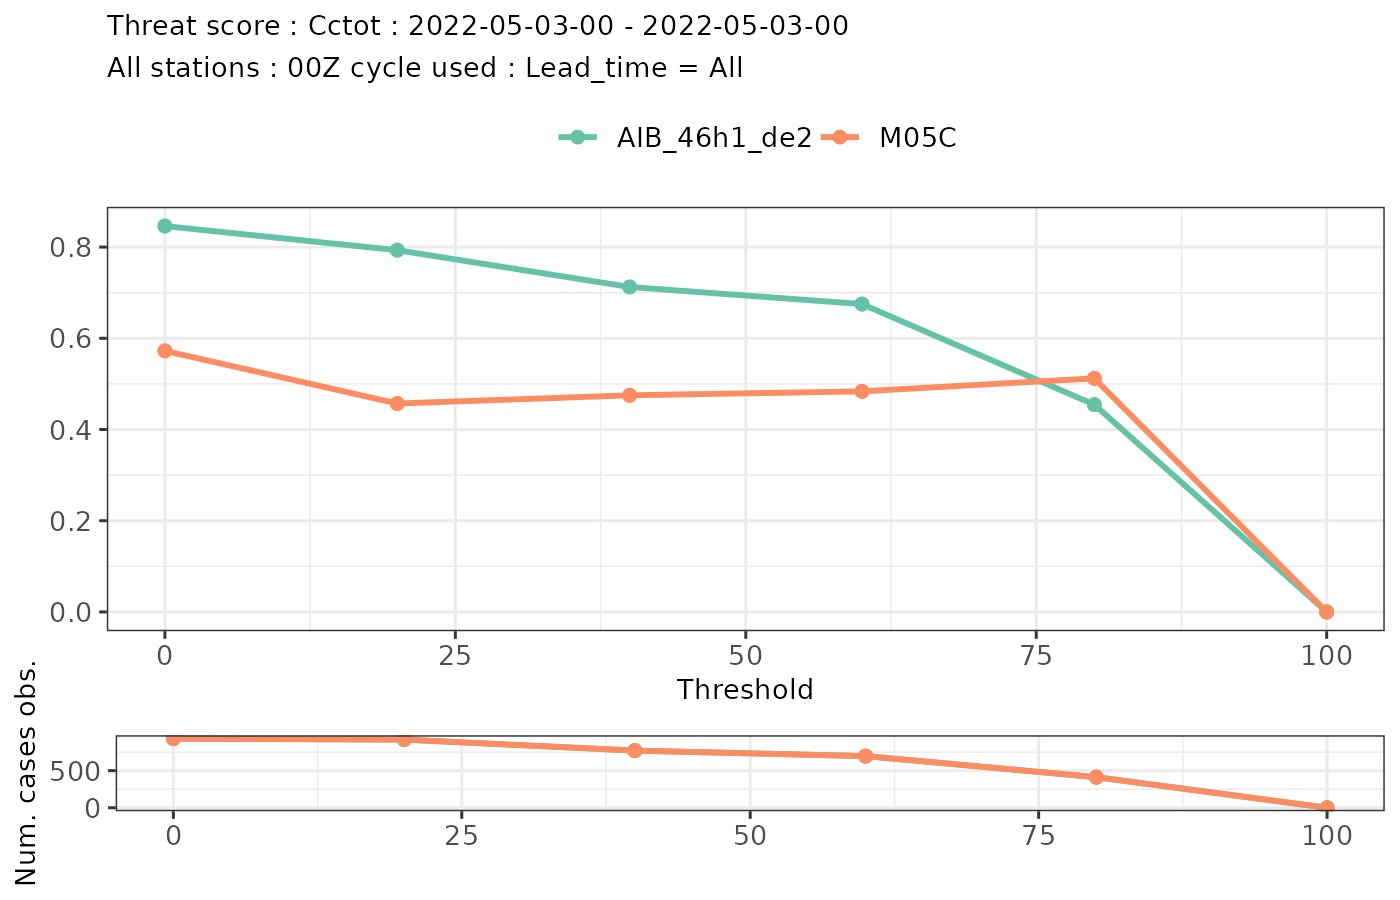 Threat score : Cctot : 2022-05-03-00 - 2022-05-03-00
All stations : 00Z cycle used : Lead_time = All
AIB_46h1_de2 M05C
0.8
0.6
0.4
0.2
0.0
0 25 50 75 100
Threshold
Num. cases obs.
500
0
0 25 50 75 100